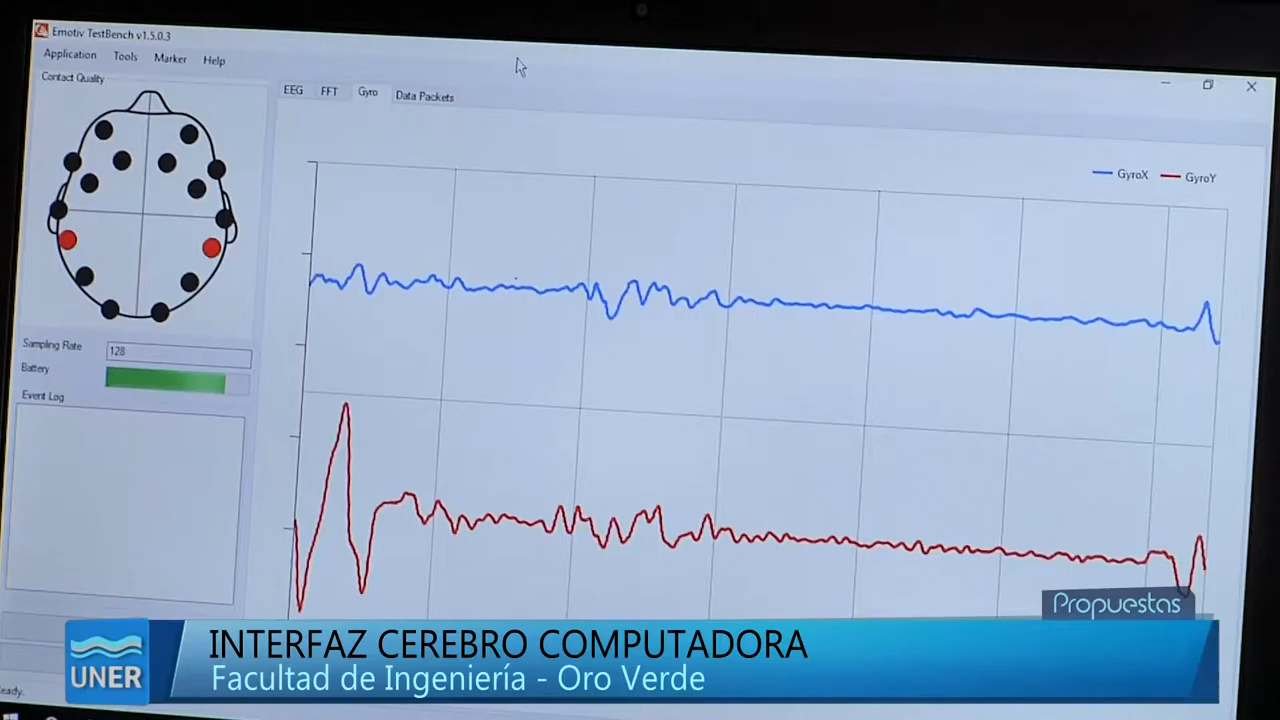 Emotiv TestBench v1.5.0.3
Application Tools Marker Help
Contact Quality
EEG FFT Gyro Data Packets
GyroX GyroY
Sampling Rate 128
Battery
Event Log
Propuestas
UNER
INTERFAZ CEREBRO COMPUTADORA
Facultad de Ingeniería - Oro Verde